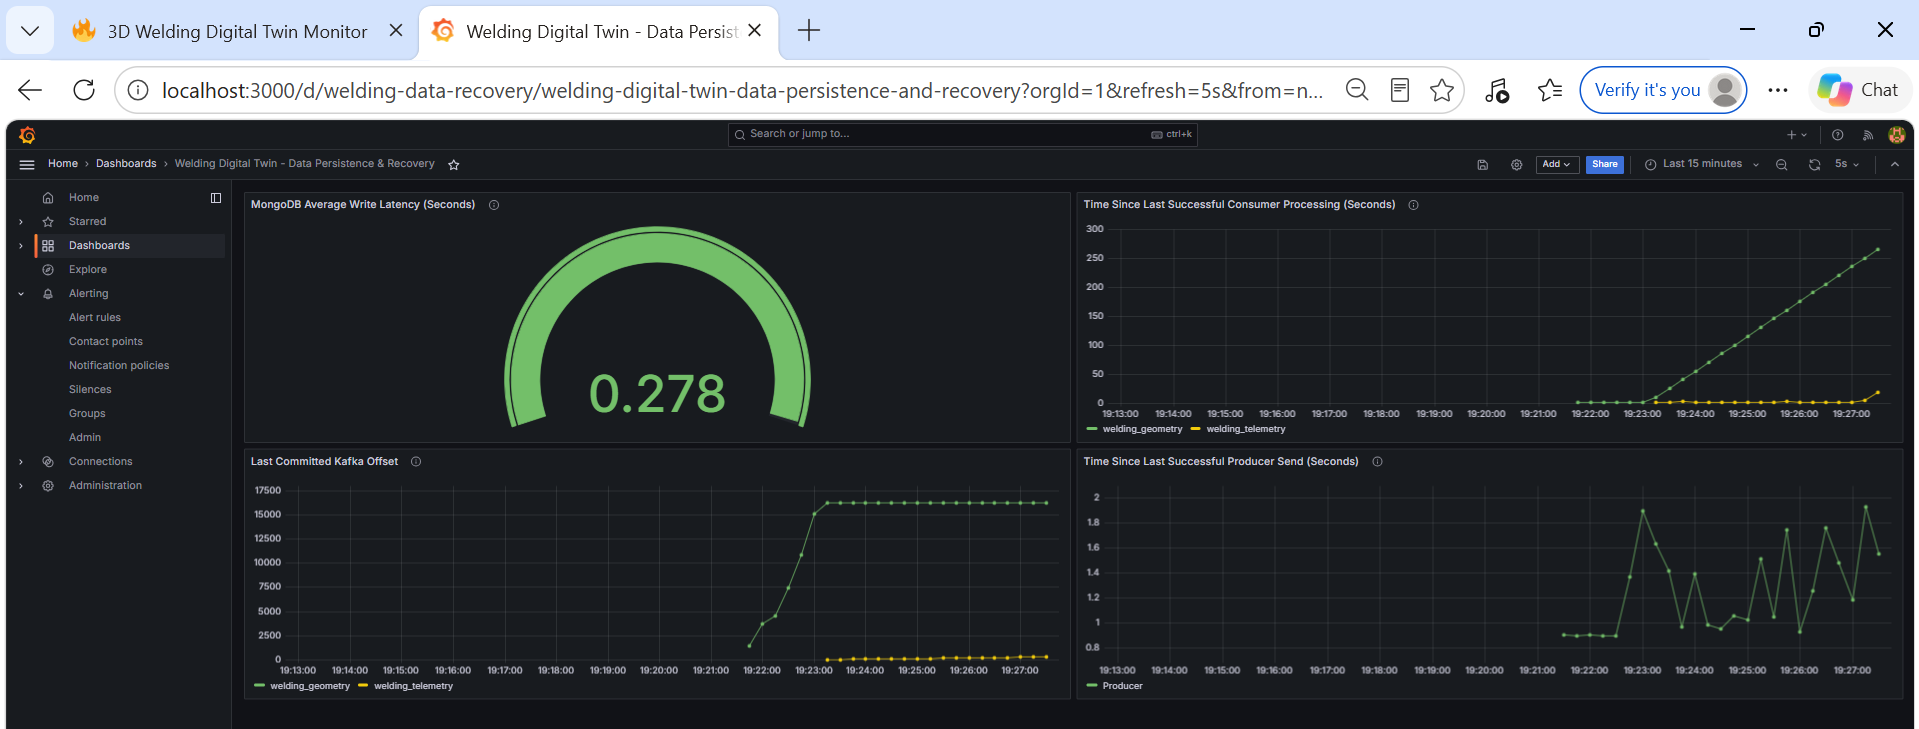 3D Welding Digital Twin Monitor
Welding Digital Twin - Data Persist
localhost:3000/d/welding-data-recovery/welding-digital-twin-data-persistence-and-recovery?orgId=1&refresh=5s&from=n...
Verify it's you
Chat
Search or jump to...
ctrl+k
Home › Dashboards › Welding Digital Twin - Data Persistence & Recovery
Add
Share
Last 15 minutes
5s
Home
Starred
Dashboards
Explore
Alerting
Alert rules
Contact points
Notification policies
Silences
Groups
Admin
Connections
Administration
MongoDB Average Write Latency (Seconds)
0.278
Time Since Last Successful Consumer Processing (Seconds)
300
250
200
150
100
50
0
19:13:00 19:14:00 19:15:00 19:16:00 19:17:00 19:18:00 19:19:00 19:20:00 19:21:00 19:22:00 19:23:00 19:24:00 19:25:00 19:26:00 19:27:00
welding_geometry welding_telemetry
Last Committed Kafka Offset
17500
15000
12500
10000
7500
5000
2500
0
19:13:00 19:14:00 19:15:00 19:16:00 19:17:00 19:18:00 19:19:00 19:20:00 19:21:00 19:22:00 19:23:00 19:24:00 19:25:00 19:26:00 19:27:00
welding_geometry welding_telemetry
Time Since Last Successful Producer Send (Seconds)
2
1.8
1.6
1.4
1.2
1
0.8
19:13:00 19:14:00 19:15:00 19:16:00 19:17:00 19:18:00 19:19:00 19:20:00 19:21:00 19:22:00 19:23:00 19:24:00 19:25:00 19:26:00 19:27:00
Producer